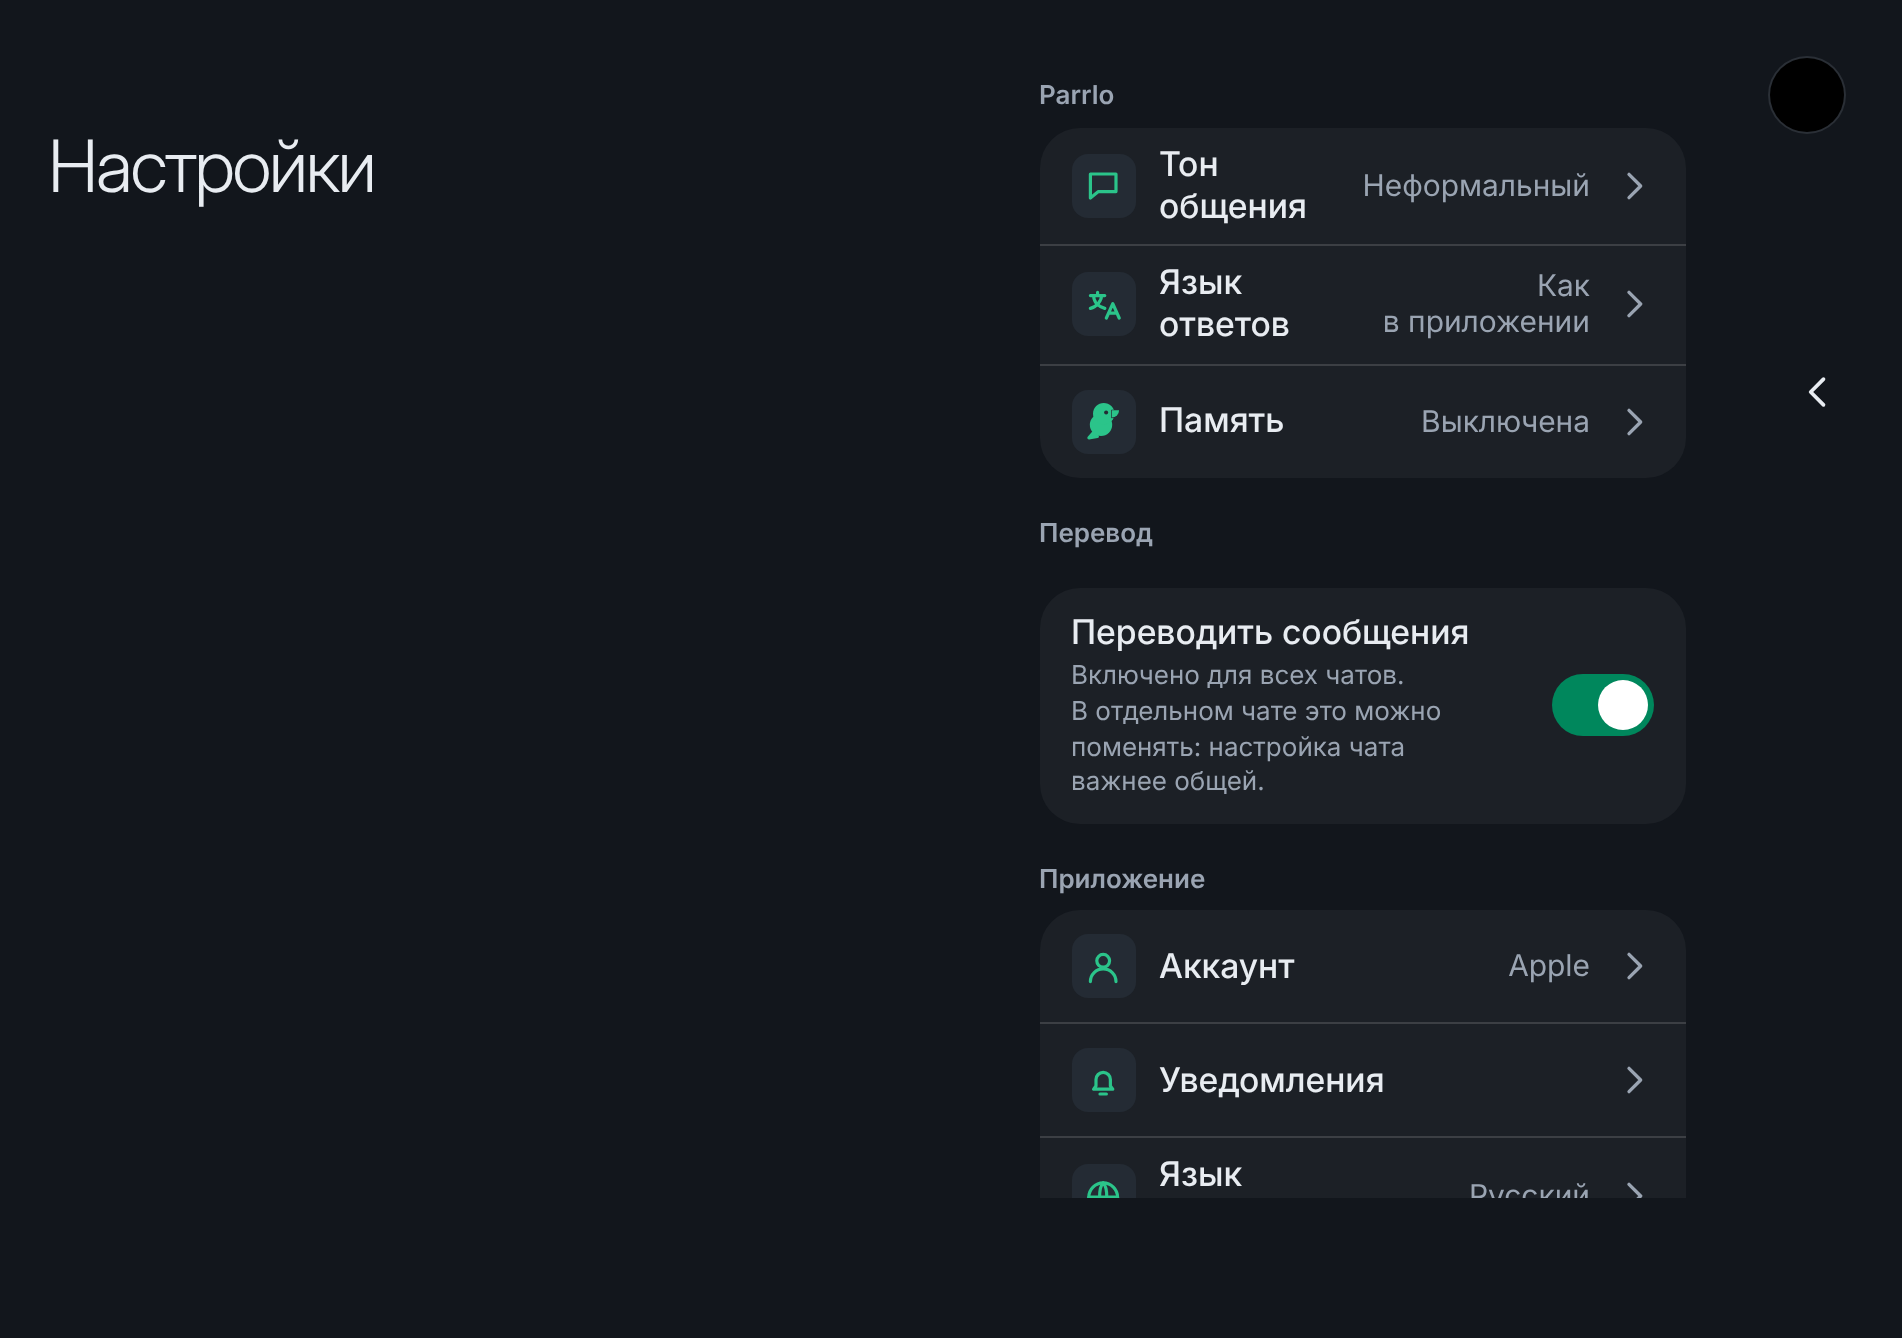 Настройки
Parrlo
Тон
общения
Неформальный
Язык
ответов
Как
в приложении
Память
Выключена
Перевод
Переводить сообщения
Включено для всех чатов.
В отдельном чате это можно
поменять: настройка чата
важнее общей.
Приложение
Аккаунт
Apple
Уведомления
Язык
Русский